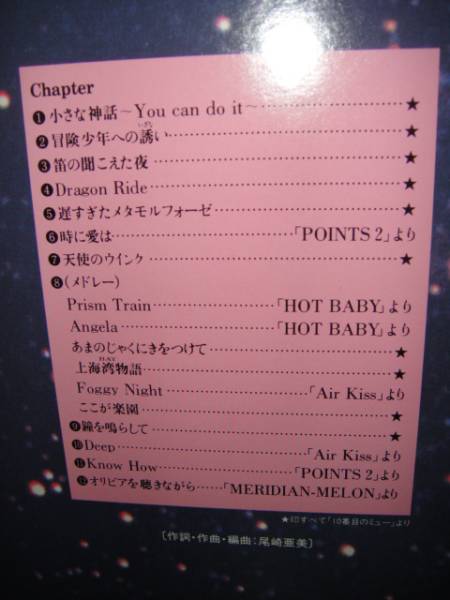 Chapter
❶小さな神話〜You can do it〜……★
❷冒険少年への誘い……★
❸笛の聞こえた夜……★
❹Dragon Ride……★
❺遅すぎたメタモルフォーゼ……★
❻時に愛は……「POINTS 2」より
❼天使のウインク……★
❽(メドレー)
Prism Train……「HOT BABY」より
Angela……「HOT BABY」より
あまのじゃくにきをつけて……★
上海湾物語……★
Foggy Night……「Air Kiss」より
ここが楽園……★
❾鐘を鳴らして……★
❿Deep……「Air Kiss」より
⓫Know How……「POINTS 2」より
⓬オリビアを聴きながら……「MERIDIAN-MELON」より
★印すべて「10番目のミュー」より
〔作詞・作曲・編曲:尾崎亜美〕